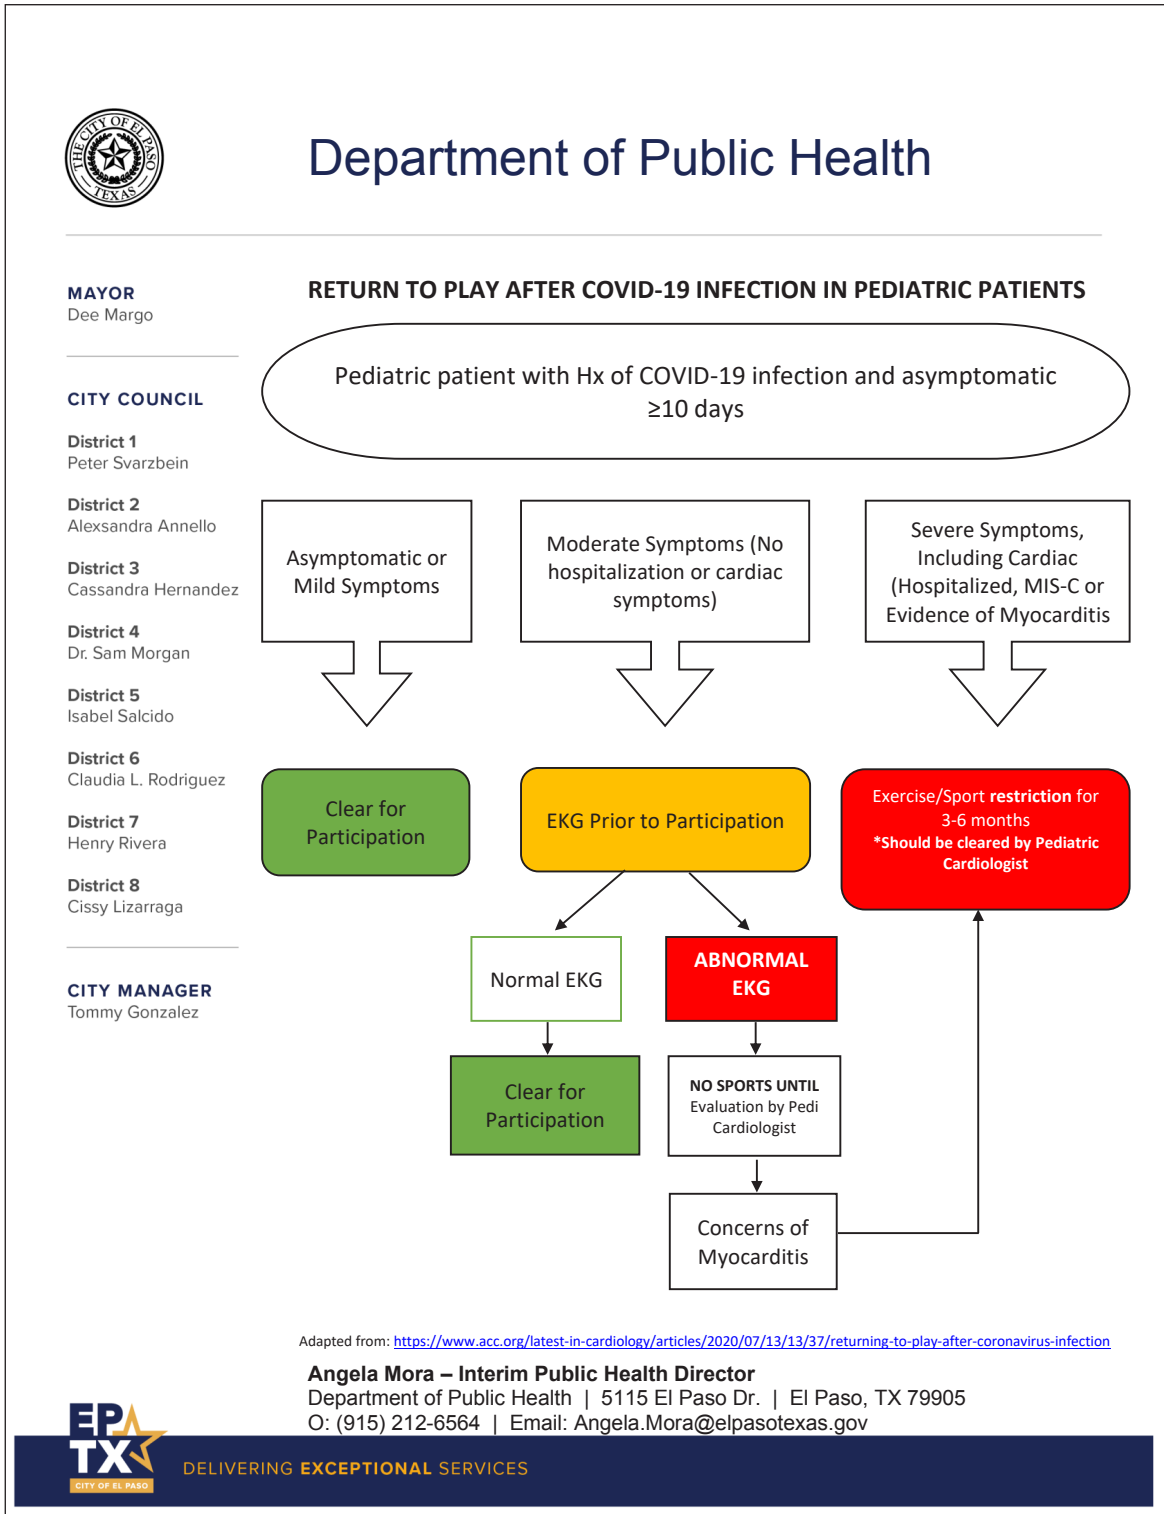 THE CITY OF EL PASO
TEXAS
Department of Public Health
MAYOR
Dee Margo
CITY COUNCIL
District 1
Peter Svarzbein
District 2
Alexsandra Annello
District 3
Cassandra Hernandez
District 4
Dr. Sam Morgan
District 5
Isabel Salcido
District 6
Claudia L. Rodriguez
District 7
Henry Rivera
District 8
Cissy Lizarraga
CITY MANAGER
Tommy Gonzalez
RETURN TO PLAY AFTER COVID-19 INFECTION IN PEDIATRIC PATIENTS
Pediatric patient with Hx of COVID-19 infection and asymptomatic
≥10 days
Asymptomatic or
Mild Symptoms
Moderate Symptoms (No
hospitalization or cardiac
symptoms)
Severe Symptoms,
Including Cardiac
(Hospitalized, MIS-C or
Evidence of Myocarditis
Clear for
Participation
EKG Prior to Participation
Exercise/Sport restriction for
3-6 months
*Should be cleared by Pediatric
Cardiologist
Normal EKG
ABNORMAL
EKG
Clear for
Participation
NO SPORTS UNTIL
Evaluation by Pedi
Cardiologist
Concerns of
Myocarditis
Adapted from: https://www.acc.org/latest-in-cardiology/articles/2020/07/13/13/37/returning-to-play-after-coronavirus-infection
Angela Mora – Interim Public Health Director
Department of Public Health | 5115 El Paso Dr. | El Paso, TX 79905
O: (915) 212-6564 | Email: Angela.Mora@elpasotexas.gov
EP
TX
CITY OF EL PASO
DELIVERING EXCEPTIONAL SERVICES